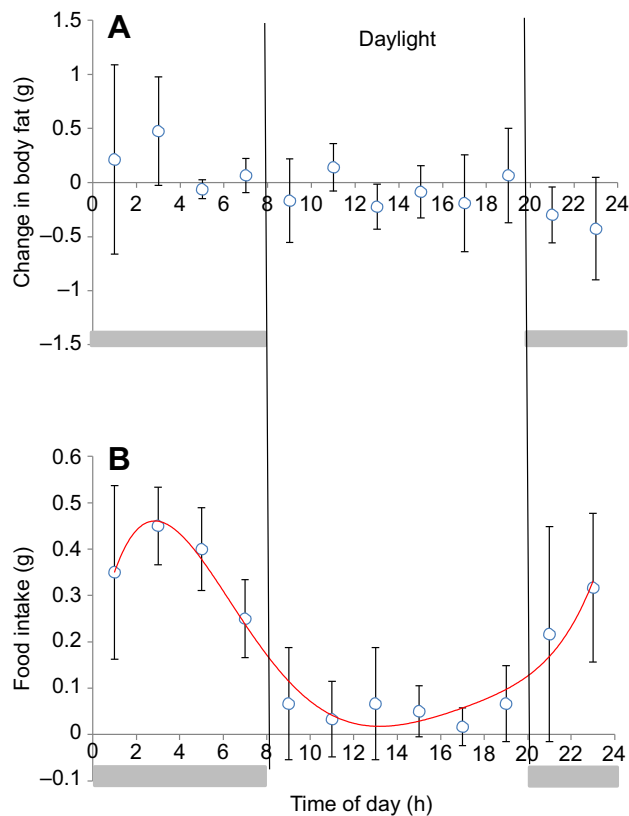 A
Daylight
Change in body fat (g)
1.5
1
0.5
0
–0.5
–1
–1.5
0 2 4 6 8 10 12 14 16 18 20 22 24
B
Food intake (g)
0.6
0.5
0.4
0.3
0.2
0.1
0
–0.1
0 2 4 6 8 10 12 14 16 18 20 22 24
Time of day (h)